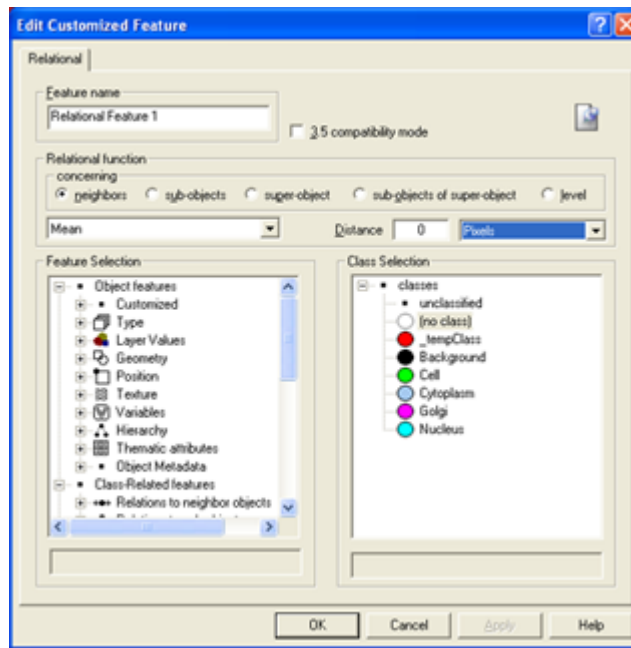 Edit Customized Feature
Relational
Feature name
Relational Feature 1
3.5 compatibility mode
Relational function
concerning
neighbors sub-objects super-object sub-objects of super-object level
Mean Distance 0 Pixels
Feature Selection
Object features
Customized
Type
Layer Values
Geometry
Position
Texture
Variables
Hierarchy
Thematic attributes
Object Metadata
Class-Related features
Relations to neighbor objects
Class Selection
classes
unclassified
(no class)
_tempClass
Background
Cell
Cytoplasm
Golgi
Nucleus
OK Cancel Apply Help